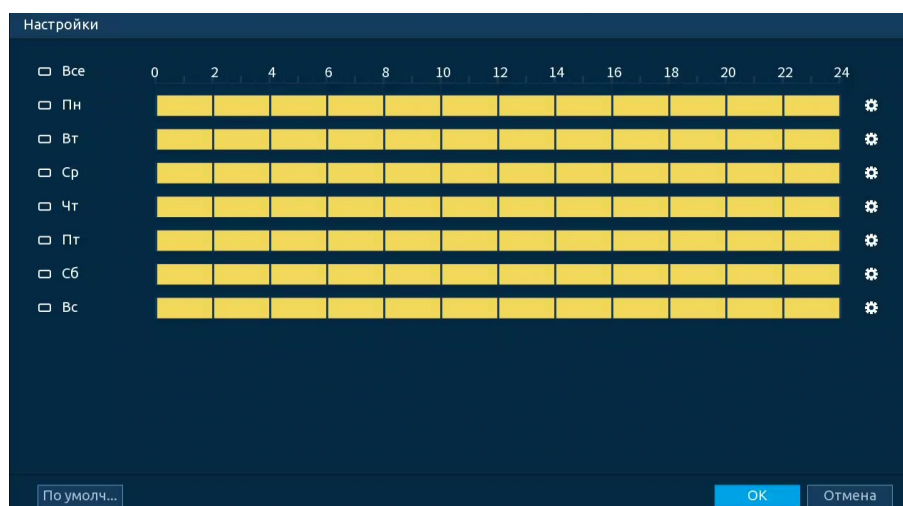 Настройки
Все 0 2 4 6 8 10 12 14 16 18 20 22 24
Пн
Вт
Ср
Чт
Пт
Сб
Вс
По умолч... OK Отмена